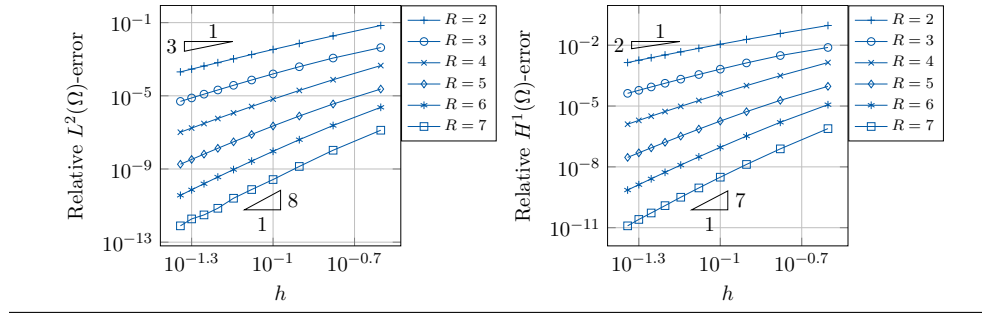 Relative $L^2(\Omega)$-error
$10^{-1}$
$10^{-5}$
$10^{-9}$
$10^{-13}$
3
1
1
8
$10^{-1.3}$ $10^{-1}$ $10^{-0.7}$
$h$
$R = 2$
$R = 3$
$R = 4$
$R = 5$
$R = 6$
$R = 7$
Relative $H^1(\Omega)$-error
$10^{-2}$
$10^{-5}$
$10^{-8}$
$10^{-11}$
2
1
1
7
$10^{-1.3}$ $10^{-1}$ $10^{-0.7}$
$h$
$R = 2$
$R = 3$
$R = 4$
$R = 5$
$R = 6$
$R = 7$